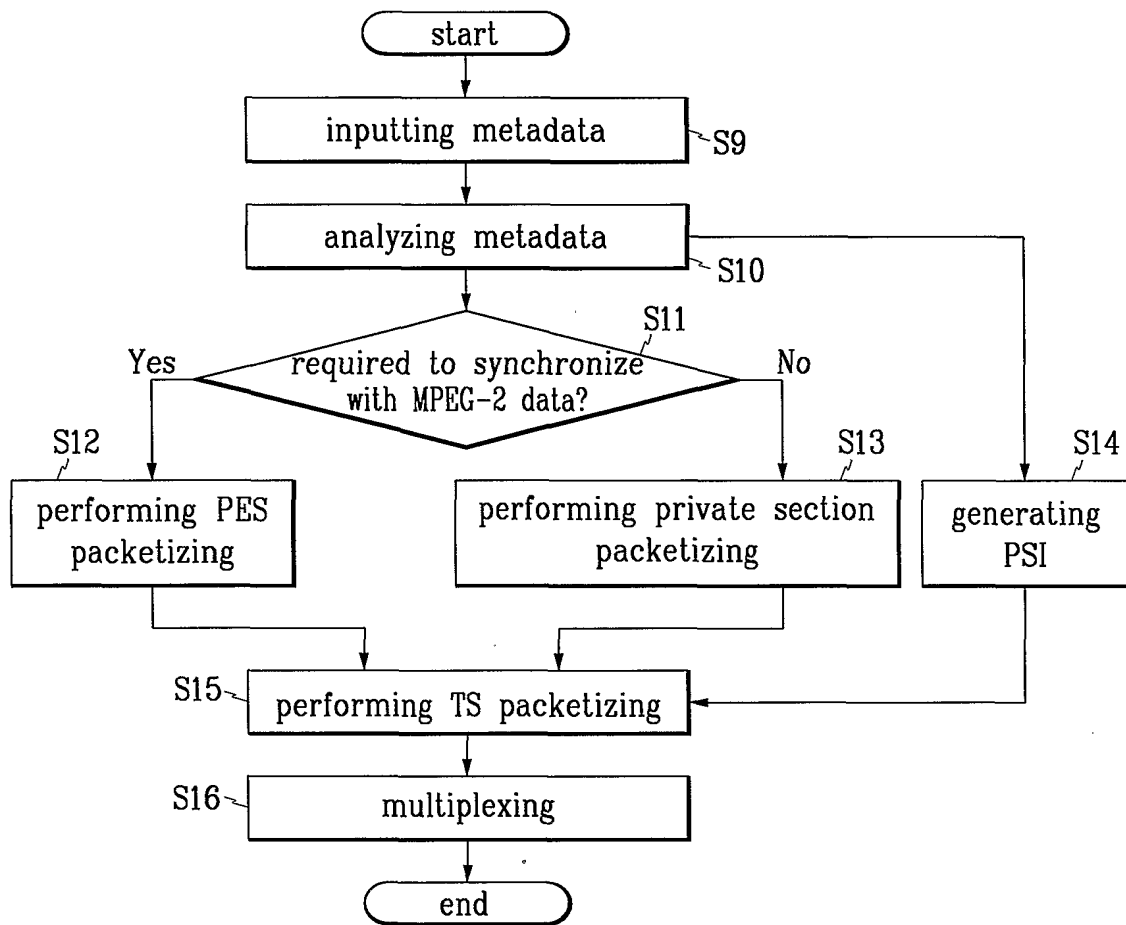 start
inputting metadata
S9
analyzing metadata
S10
S11
Yes
required to synchronize
with MPEG-2 data?
No
S12
performing PES
packetizing
S13
performing private section
packetizing
S14
generating
PSI
S15
performing TS packetizing
S16
multiplexing
end